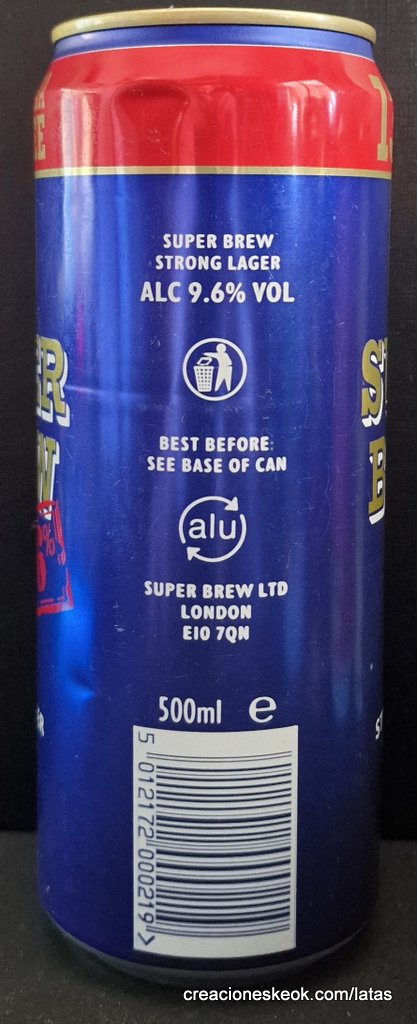 SUPER BREW
STRONG LAGER
ALC 9.6% VOL
BEST BEFORE:
SEE BASE OF CAN
alu
SUPER BREW LTD
LONDON
E10 7QN
500ml e
5 012172 000219 >
creacioneskeok.com/latas